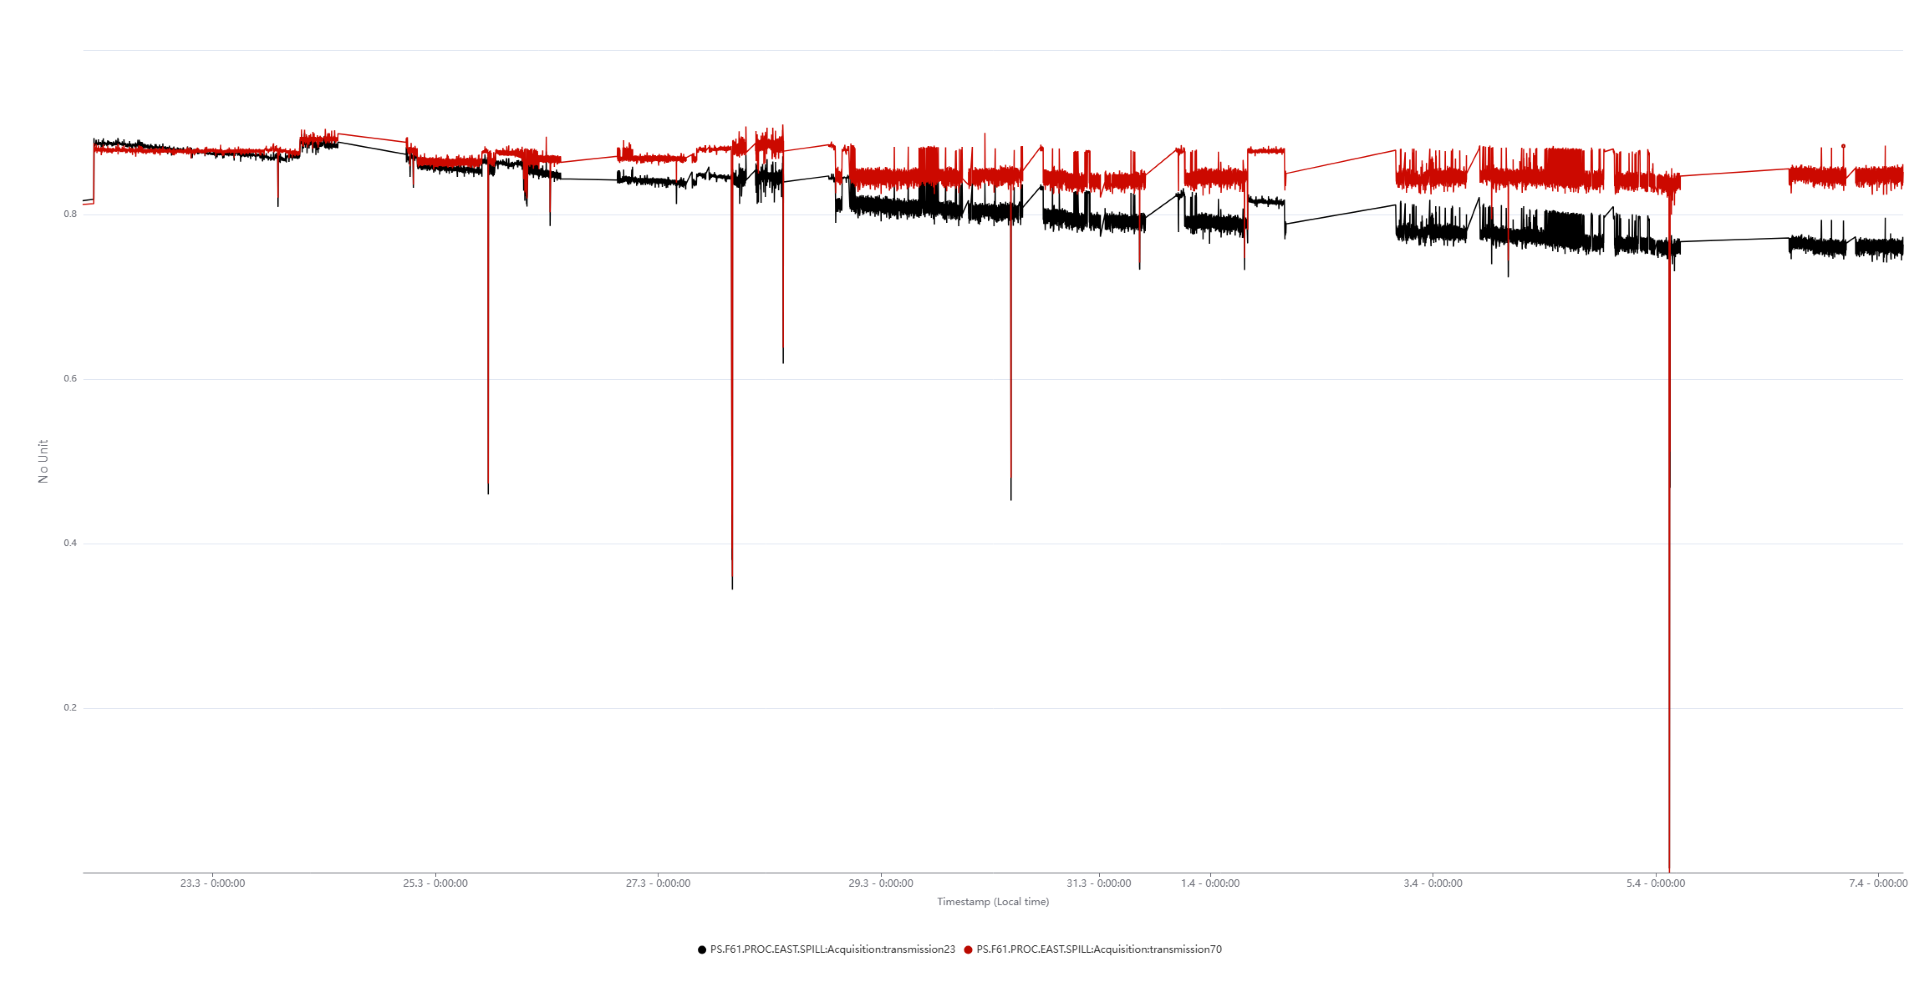 0.8
0.6
0.4
0.2
No Unit
23.3 - 0:00:00 25.3 - 0:00:00 27.3 - 0:00:00 29.3 - 0:00:00 31.3 - 0:00:00 1.4 - 0:00:00 3.4 - 0:00:00 5.4 - 0:00:00 7.4 - 0:00:00
Timestamp (Local time)
PS.F61.PROC.EAST.SPILL:Acquisition:transmission23 PS.F61.PROC.EAST.SPILL:Acquisition:transmission70